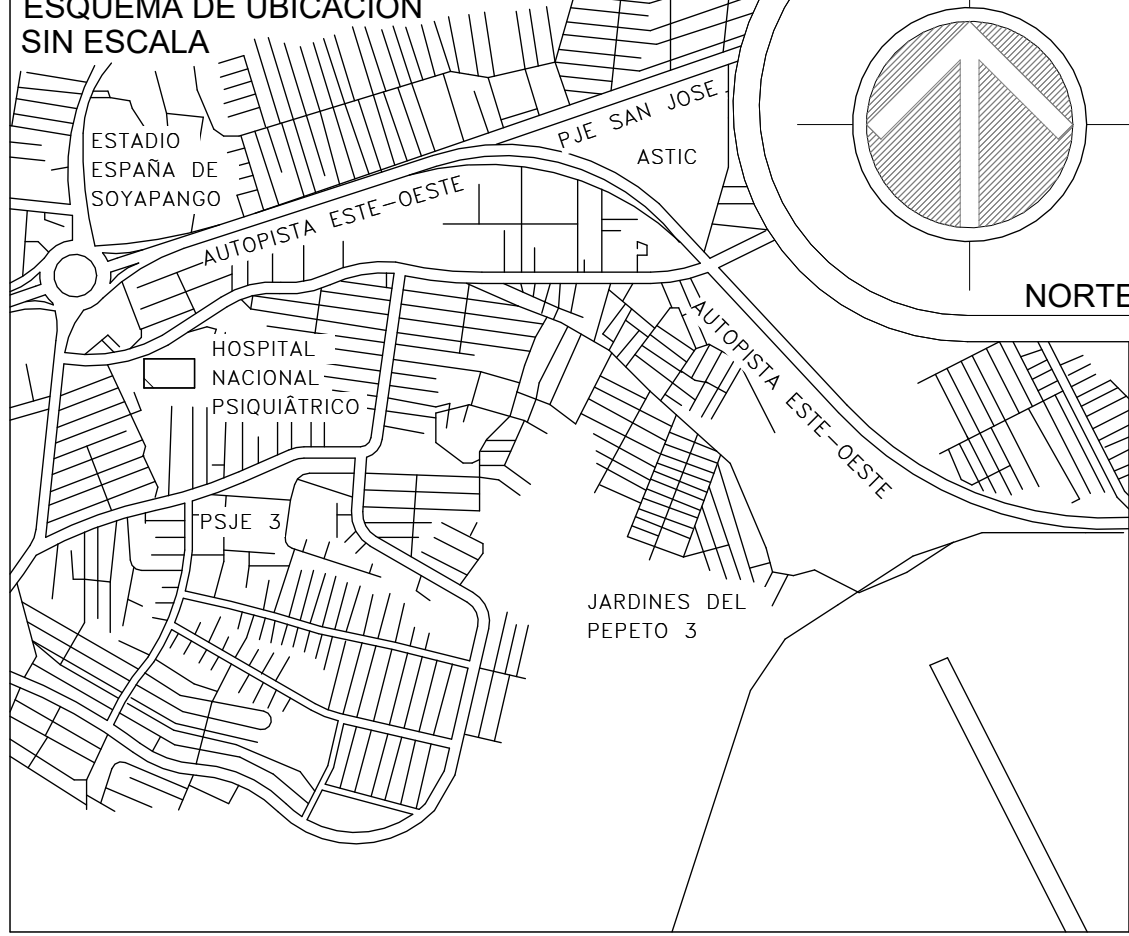 ESQUEMA DE UBICACION
SIN ESCALA
ESTADIO
ESPAÑA DE
SOYAPANGO
PJE SAN JOSE
ASTIC
AUTOPISTA ESTE-OESTE
NORTE
AUTOPISTA ESTE-OESTE
HOSPITAL
NACIONAL
PSIQUIÂTRICO
PSJE 3
JARDINES DEL
PEPETO 3